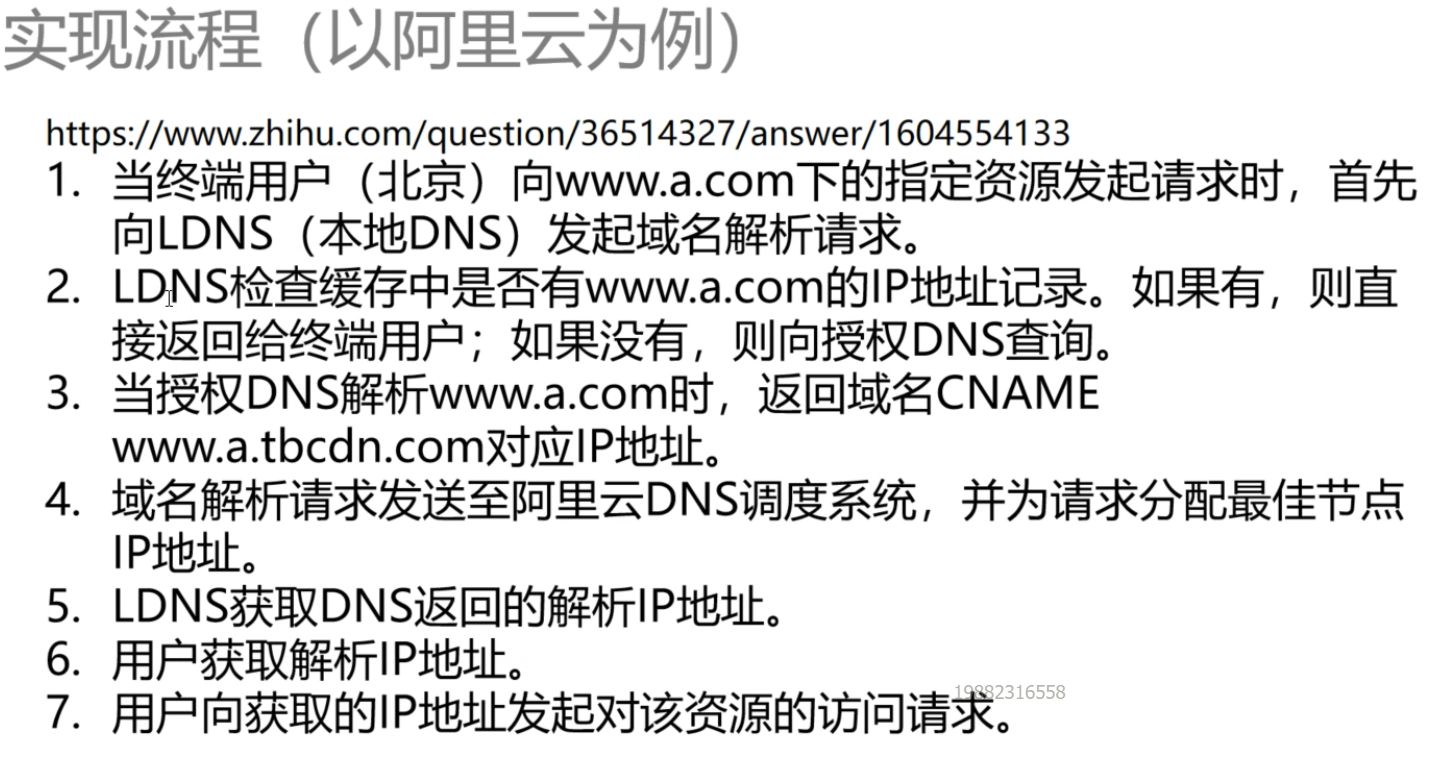 实现流程（以阿里云为例）
https://www.zhihu.com/question/36514327/answer/1604554133
1. 当终端用户（北京）向www.a.com下的指定资源发起请求时，首先
向LDNS（本地DNS）发起域名解析请求。
2. LDNS检查缓存中是否有www.a.com的IP地址记录。如果有，则直
接返回给终端用户；如果没有，则向授权DNS查询。
3. 当授权DNS解析www.a.com时，返回域名CNAME
www.a.tbcdn.com对应IP地址。
4. 域名解析请求发送至阿里云DNS调度系统，并为请求分配最佳节点
IP地址。
5. LDNS获取DNS返回的解析IP地址。
6. 用户获取解析IP地址。
19882316558
7. 用户向获取的IP地址发起对该资源的访问请求。